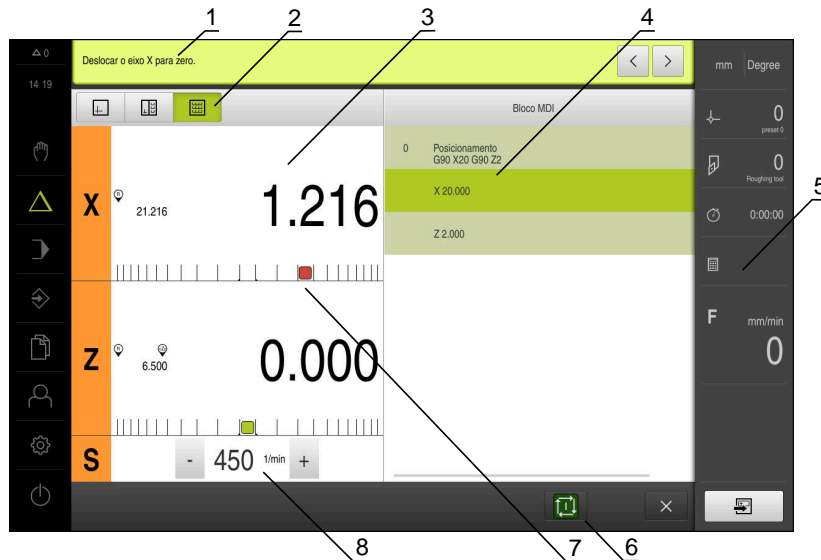 1
2
3
4
0
Deslocar o eixo X para zero.
mm Degree
14 19
Bloco MDI
0 Posicionamento
G90 X20 G90 Z2
0
preset 0
X R 21.216 1.216
X 20.000
0
Roughing tool
5
0:00:00
Z 2.000
Z R 6.500 0.000
F mm/min
0
S - 450 1/min +
8
7
6